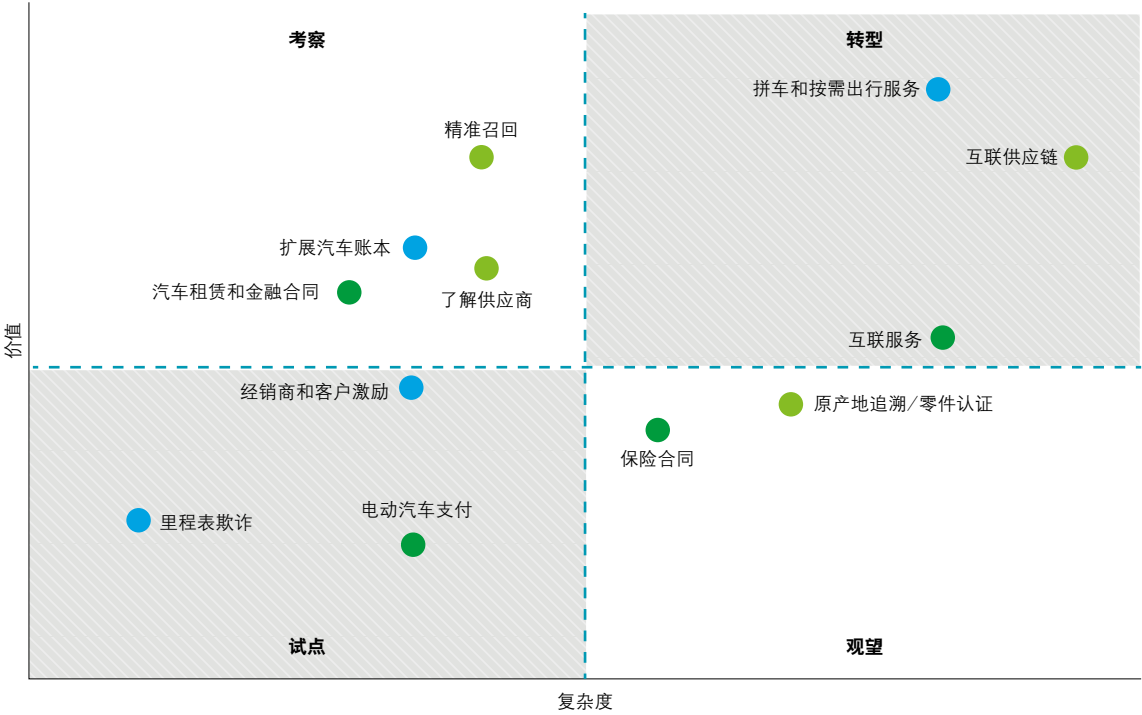 考察
转型
拼车和按需出行服务
精准召回
互联供应链
扩展汽车账本
汽车租赁和金融合同
了解供应商
互联服务
价值
经销商和客户激励
原产地追溯/零件认证
保险合同
电动汽车支付
里程表欺诈
试点
观望
复杂度